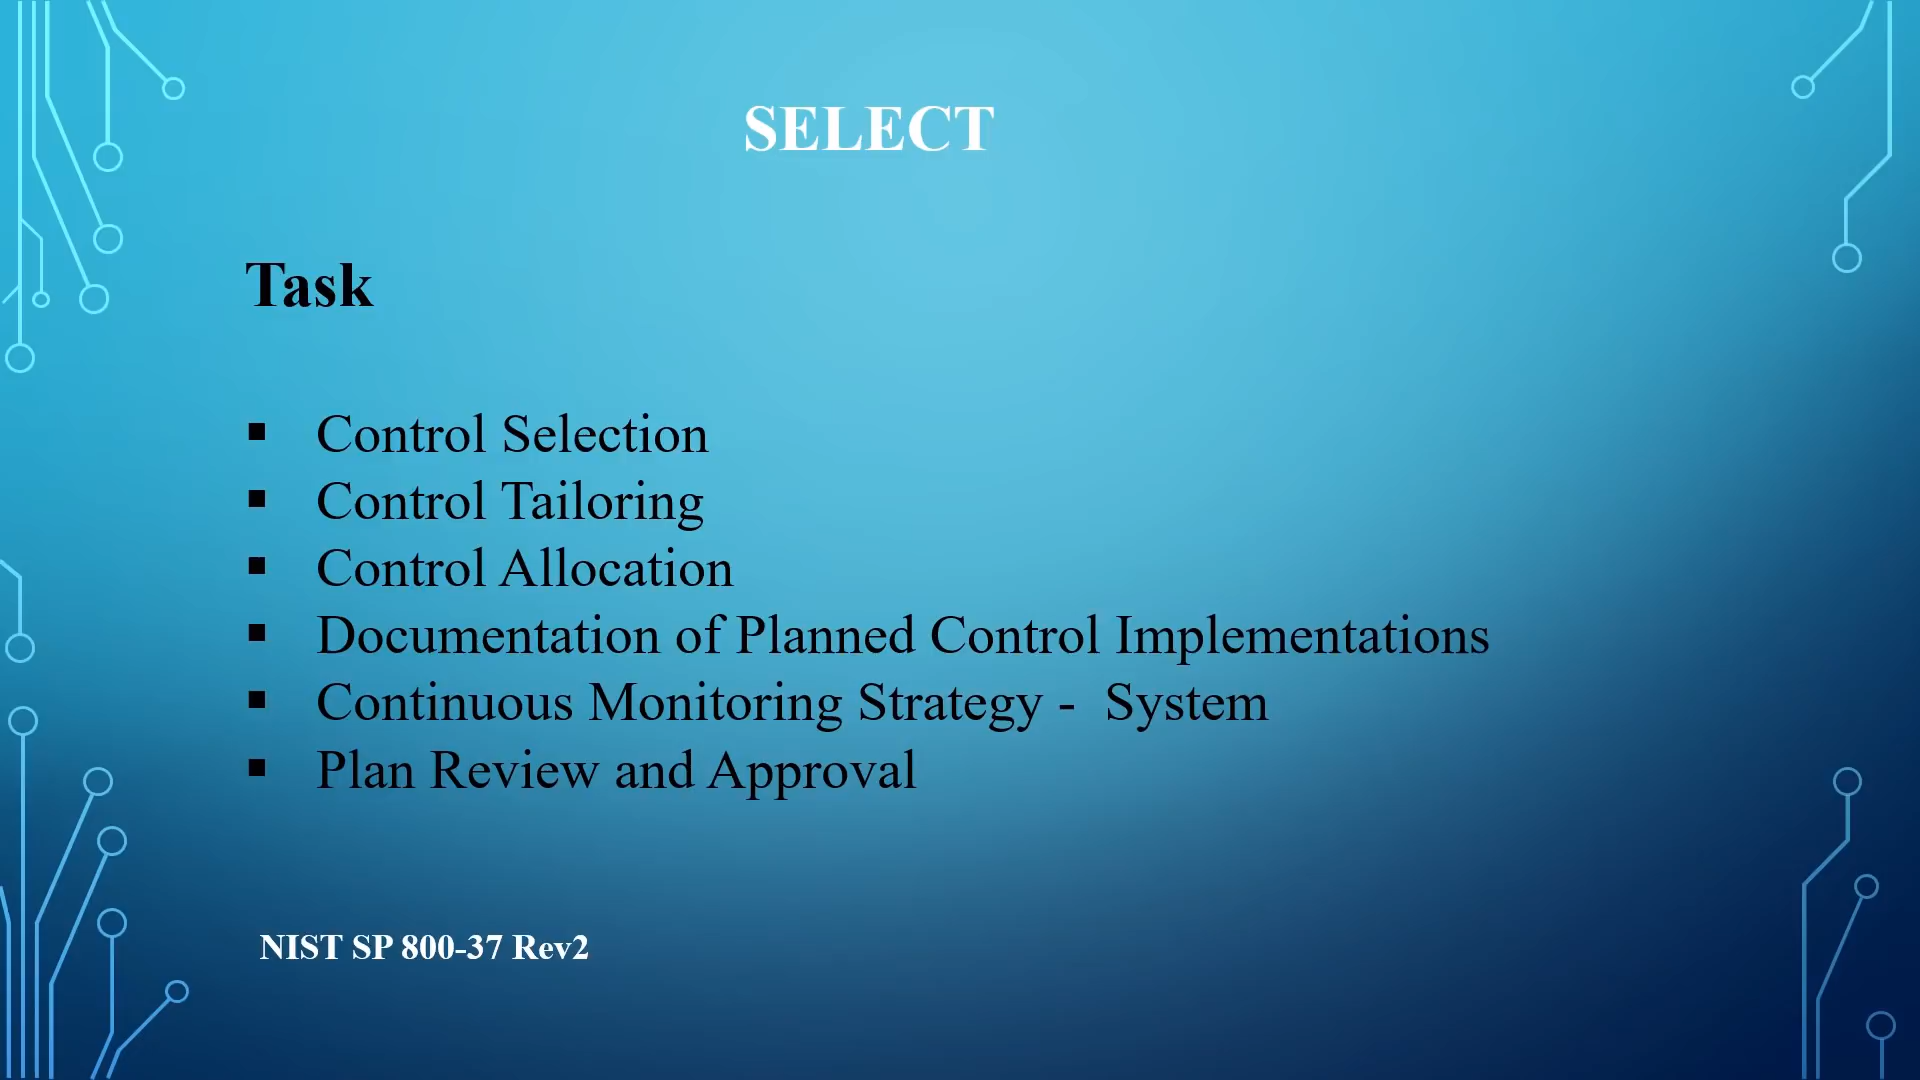 SELECT
Task
▪ Control Selection
▪ Control Tailoring
▪ Control Allocation
▪ Documentation of Planned Control Implementations
▪ Continuous Monitoring Strategy - System
▪ Plan Review and Approval
NIST SP 800-37 Rev2